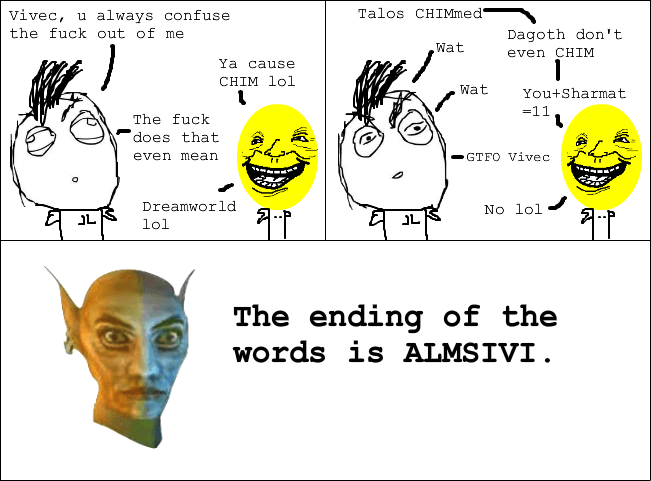 Vivec, u always confuse
the fuck out of me
Ya cause
CHIM lol
The fuck
does that
even mean
Dreamworld
lol
Talos CHIMmed
Dagoth don't
even CHIM
Wat
Wat
You+Sharmat
=11
GTFO Vivec
No lol
The ending of the
words is ALMSIVI.